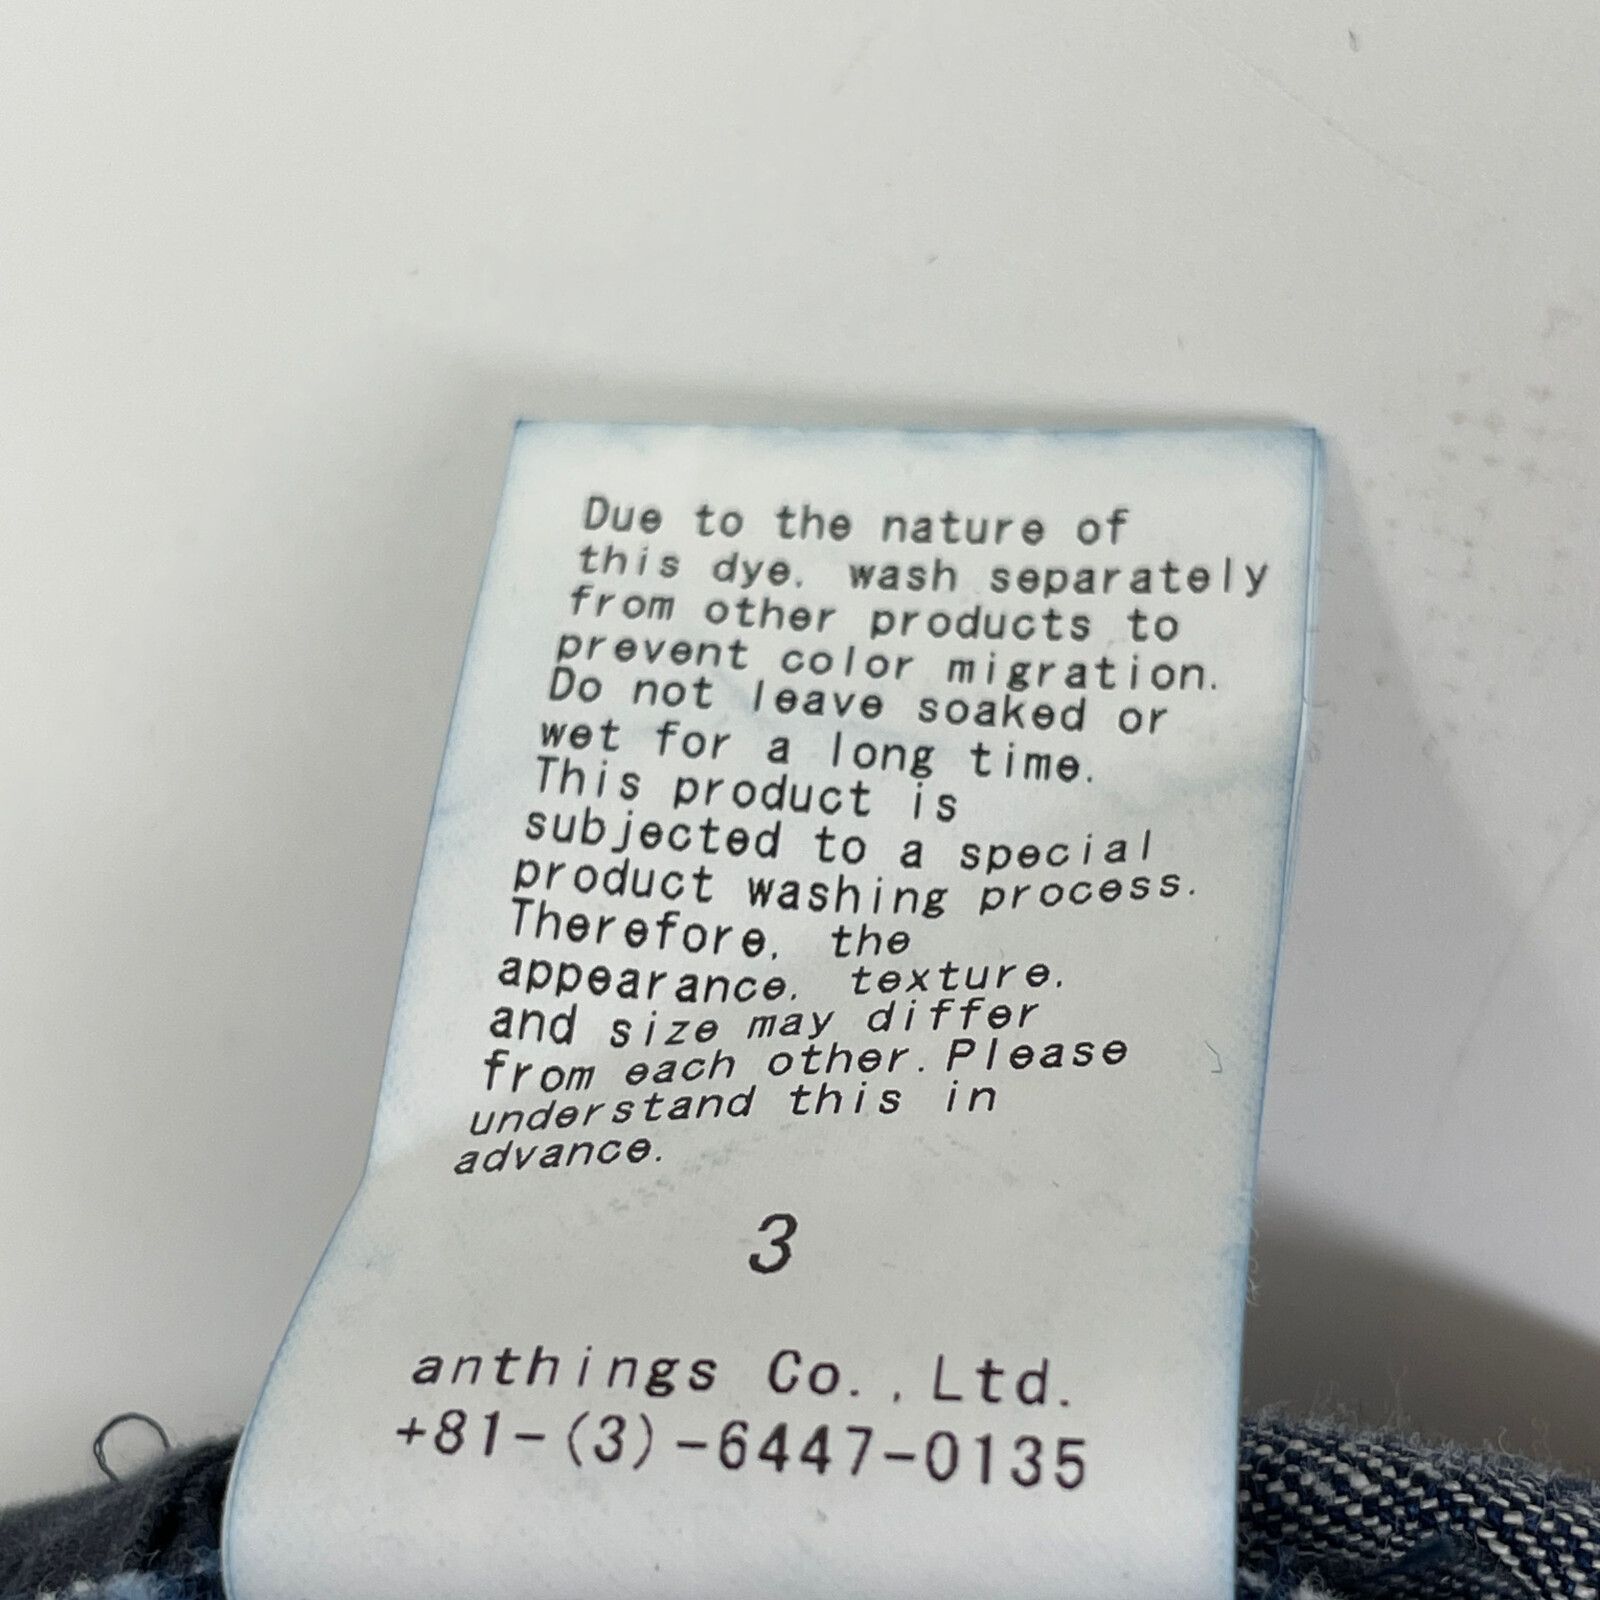 Due to the nature of
this dye, wash separately
from other products to
prevent color migration.
Do not leave soaked or
wet for a long time.
This product is
subjected to a special
product washing process.
Therefore, the
appearance, texture,
and size may differ
from each other. Please
understand this in
advance.
3
anthings Co., Ltd.
+81-(3)-6447-0135